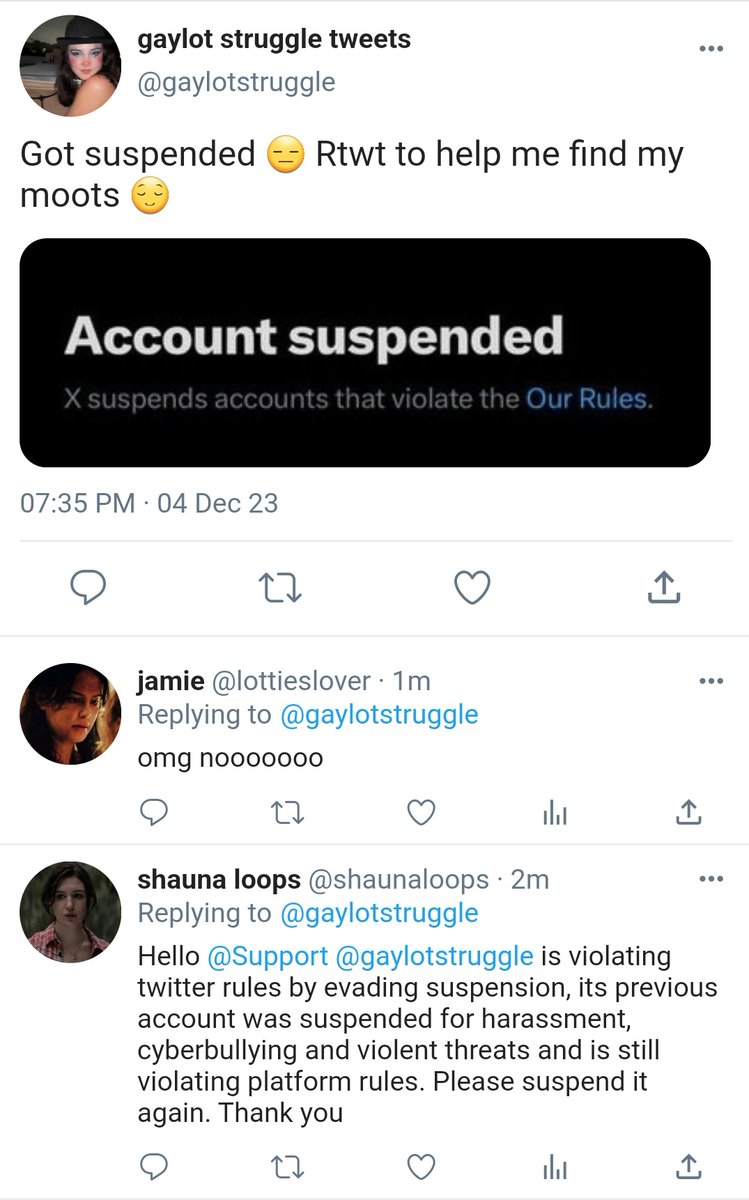 gaylot struggle tweets
@gaylotstruggle
Got suspended 😑 Rtwt to help me find my
moots 😌
Account suspended
X suspends accounts that violate the Our Rules.
07:35 PM · 04 Dec 23
jamie @lottieslover · 1m
Replying to @gaylotstruggle
omg nooooooo
shauna loops @shaunaloops · 2m
Replying to @gaylotstruggle
Hello @Support @gaylotstruggle is violating
twitter rules by evading suspension, its previous
account was suspended for harassment,
cyberbullying and violent threats and is still
violating platform rules. Please suspend it
again. Thank you